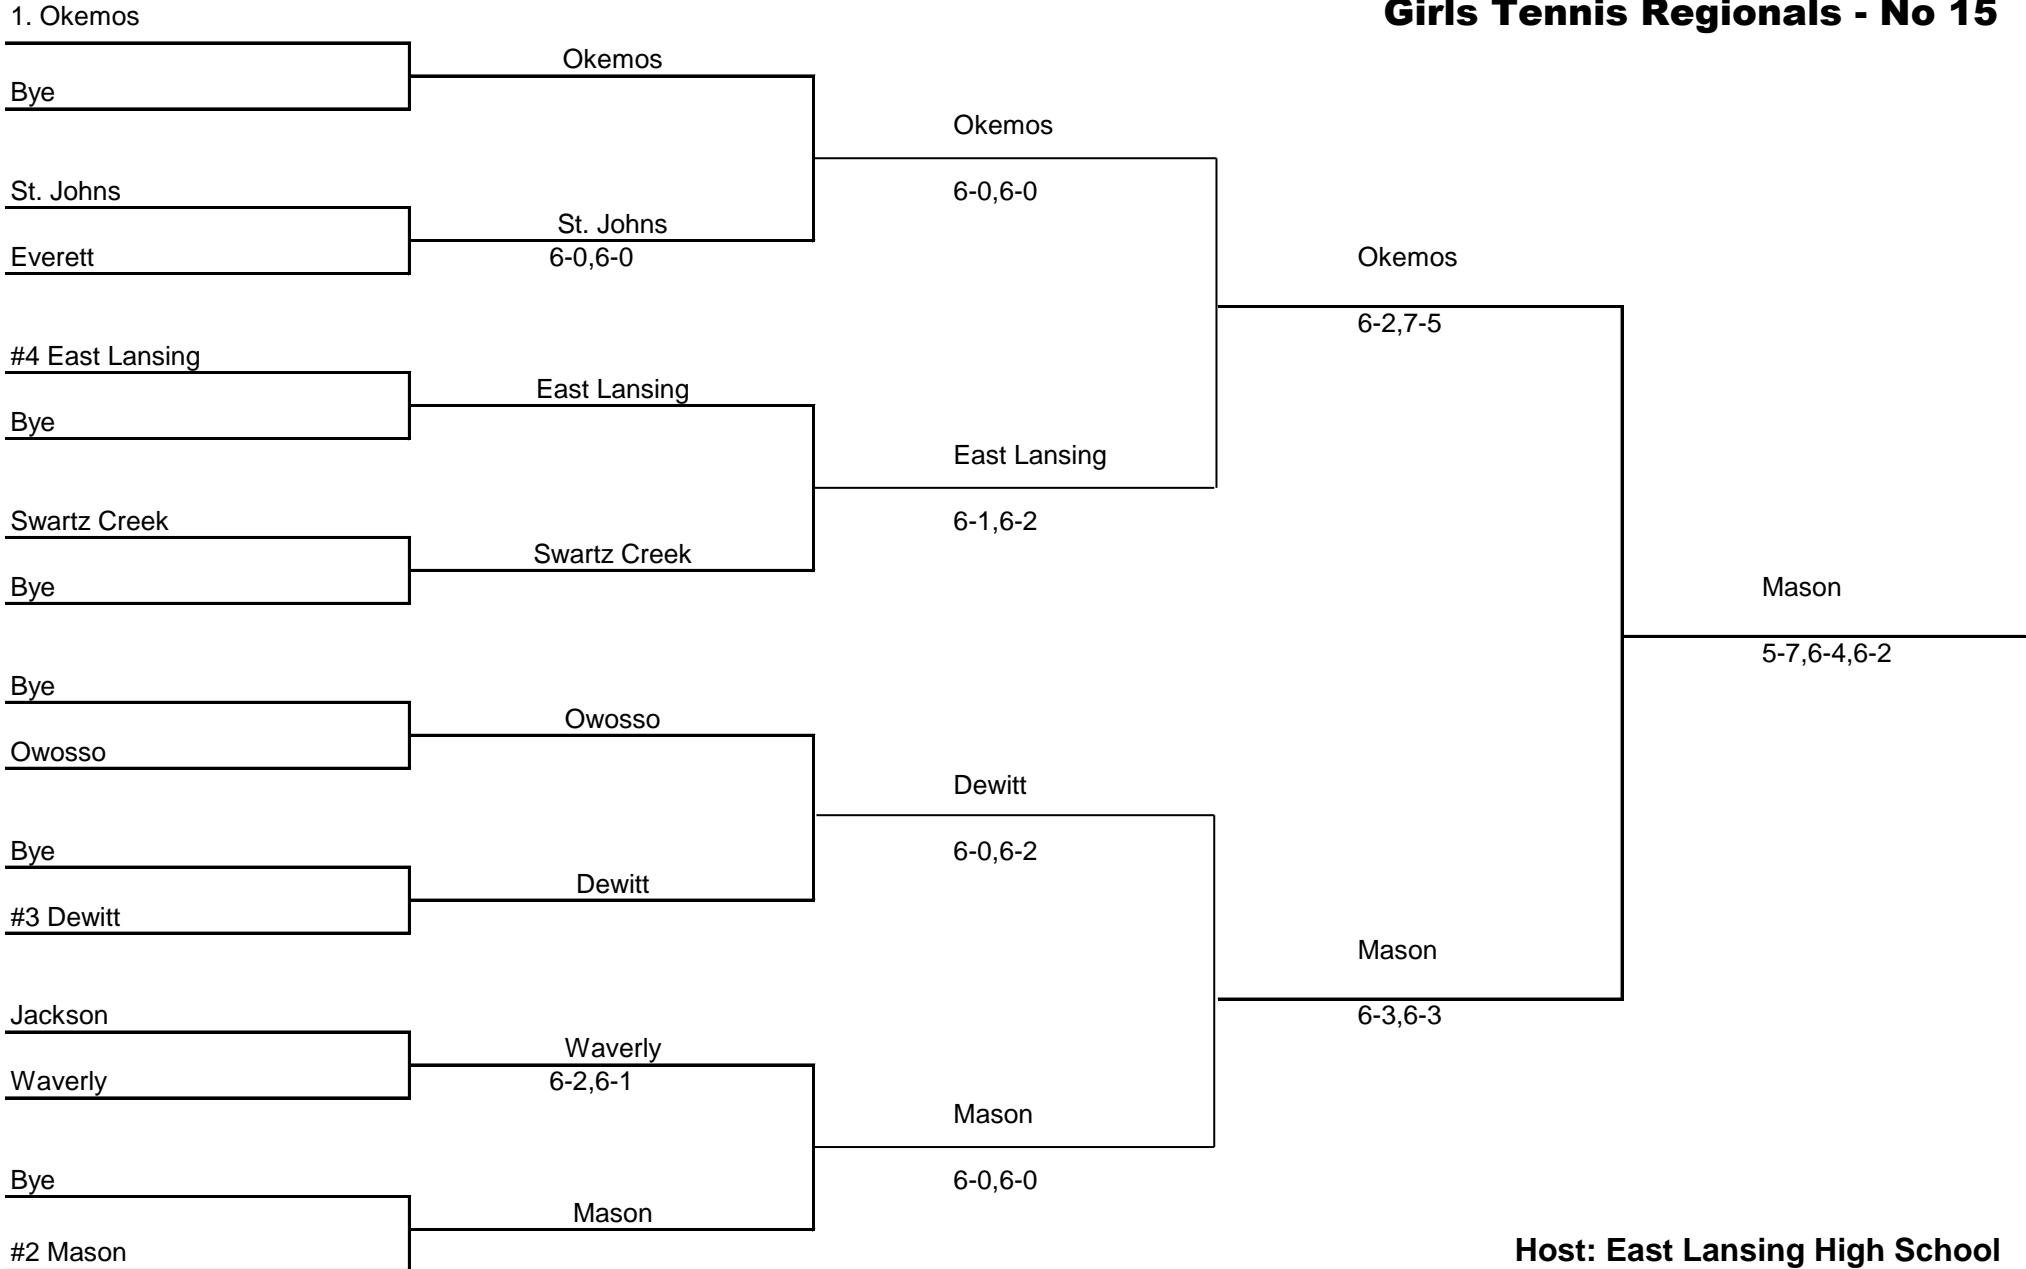 1. Okemos
Girls Tennis Regionals - No 15
Okemos
Bye
Okemos
St. Johns
6-0,6-0
St. Johns
Everett
6-0,6-0
Okemos
6-2,7-5
#4 East Lansing
East Lansing
Bye
East Lansing
Swartz Creek
6-1,6-2
Swartz Creek
Bye
Mason
5-7,6-4,6-2
Bye
Owosso
Owosso
Dewitt
Bye
6-0,6-2
Dewitt
#3 Dewitt
Mason
Jackson
6-3,6-3
Waverly
Waverly
6-2,6-1
Mason
Bye
6-0,6-0
Mason
#2 Mason
Host: East Lansing High School